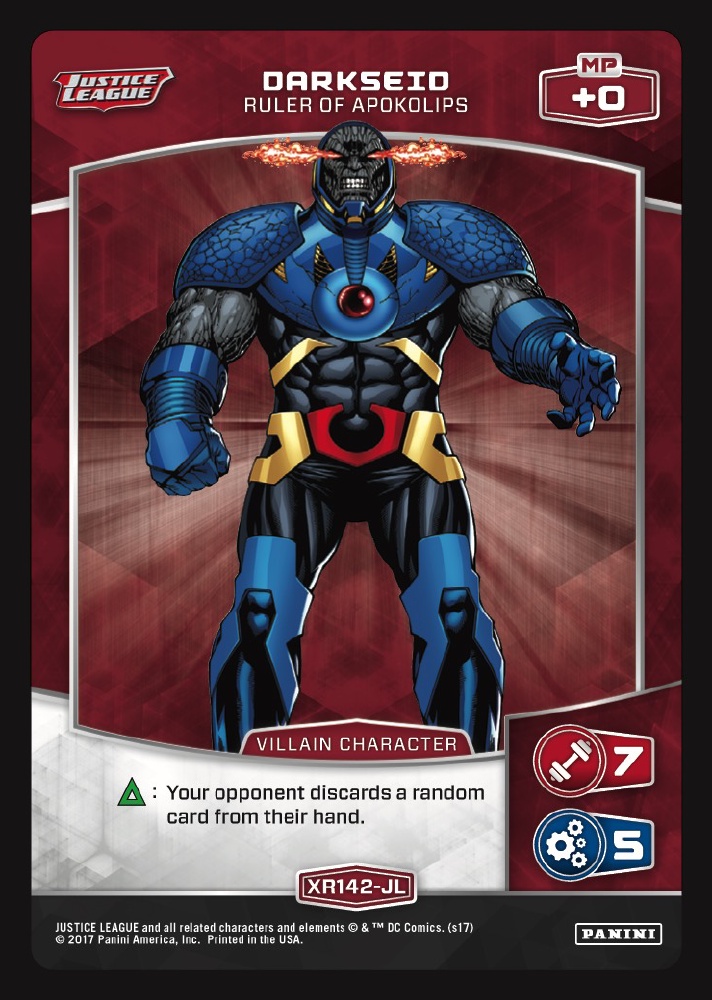 JUSTICE
LEAGUE
DARKSEID
RULER OF APOKOLIPS
MP
+0
VILLAIN CHARACTER
: Your opponent discards a random
card from their hand.
7
5
XR142-JL
JUSTICE LEAGUE and all related characters and elements © & ™ DC Comics. (s17)
© 2017 Panini America, Inc. Printed in the USA.
PANINI